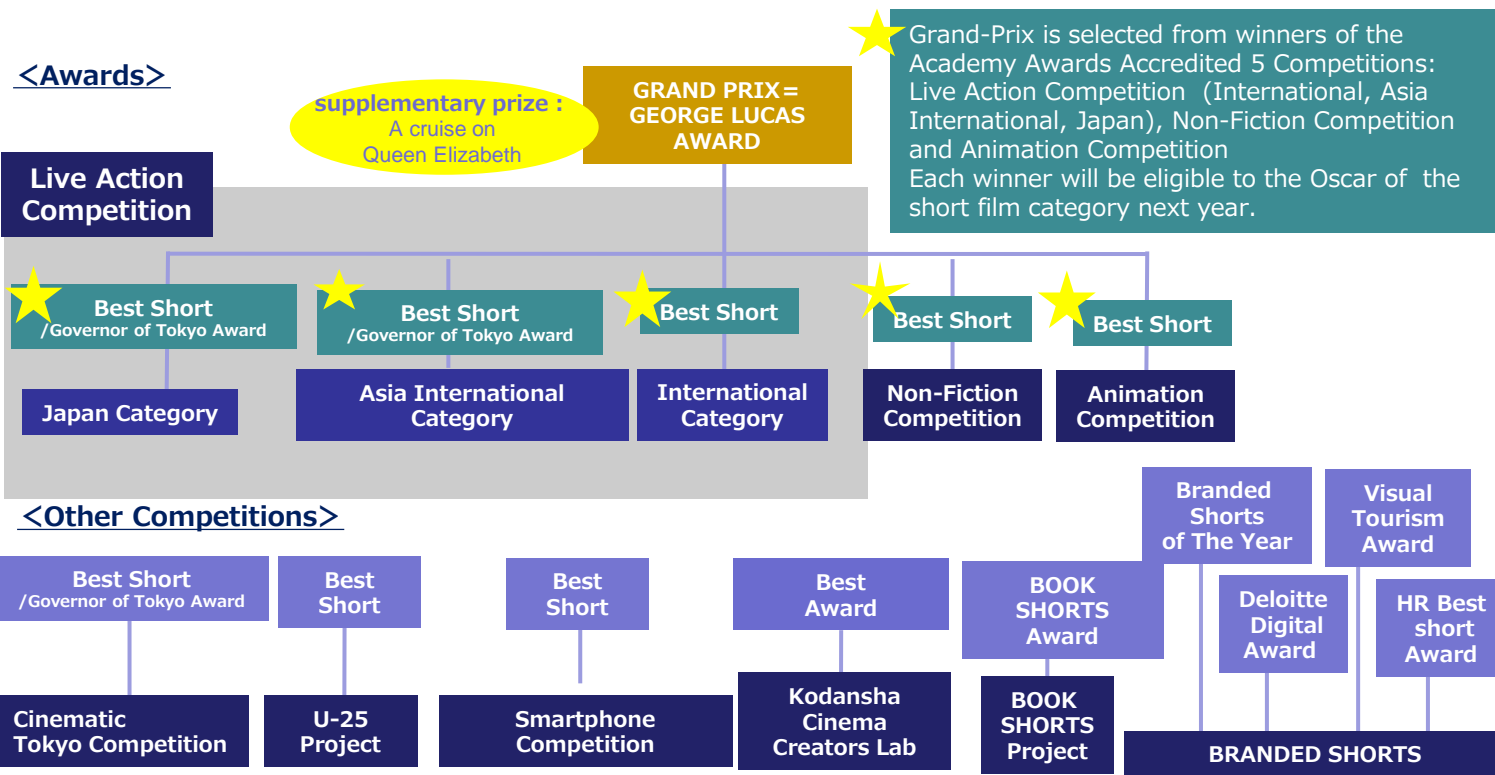 <Awards>
supplementary prize :
A cruise on
Queen Elizabeth
GRAND PRIX=
GEORGE LUCAS
AWARD
Grand-Prix is selected from winners of the
Academy Awards Accredited 5 Competitions:
Live Action Competition (International, Asia
International, Japan), Non-Fiction Competition
and Animation Competition
Each winner will be eligible to the Oscar of the
short film category next year.
Live Action
Competition
Best Short
/Governor of Tokyo Award
Best Short
/Governor of Tokyo Award
Best Short
Best Short
Best Short
Japan Category
Asia International
Category
International
Category
Non-Fiction
Competition
Animation
Competition
<Other Competitions>
Best Short
/Governor of Tokyo Award
Best
Short
Best
Short
Best
Award
BOOK
SHORTS
Award
Branded
Shorts
of The Year
Visual
Tourism
Award
Deloitte
Digital
Award
HR Best
short
Award
Cinematic
Tokyo Competition
U-25
Project
Smartphone
Competition
Kodansha
Cinema
Creators Lab
BOOK
SHORTS
Project
BRANDED SHORTS